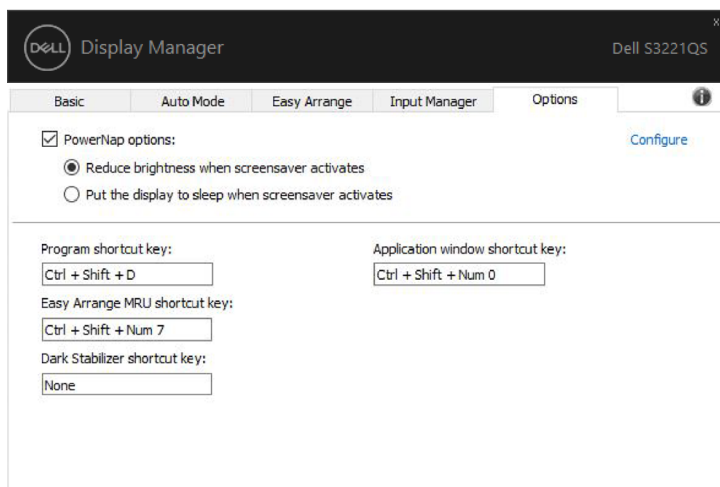 x
DELL Display Manager
Dell S3221QS
Basic Auto Mode Easy Arrange Input Manager Options
PowerNap options: Configure
Reduce brightness when screensaver activates
Put the display to sleep when screensaver activates
Program shortcut key: Application window shortcut key:
Ctrl + Shift + D Ctrl + Shift + Num 0
Easy Arrange MRU shortcut key:
Ctrl + Shift + Num 7
Dark Stabilizer shortcut key:
None